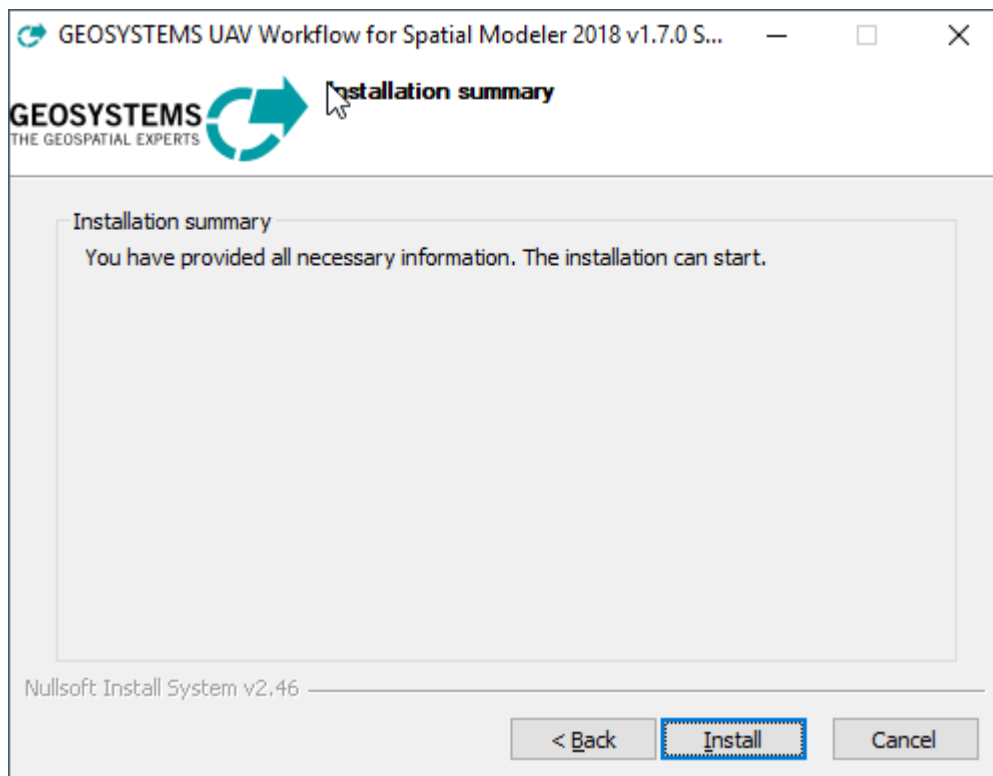 GEOSYSTEMS UAV Workflow for Spatial Modeler 2018 v1.7.0 S...
GEOSYSTEMS
THE GEOSPATIAL EXPERTS
Installation summary
Installation summary
You have provided all necessary information. The installation can start.
Nullsoft Install System v2.46
< Back
Install
Cancel